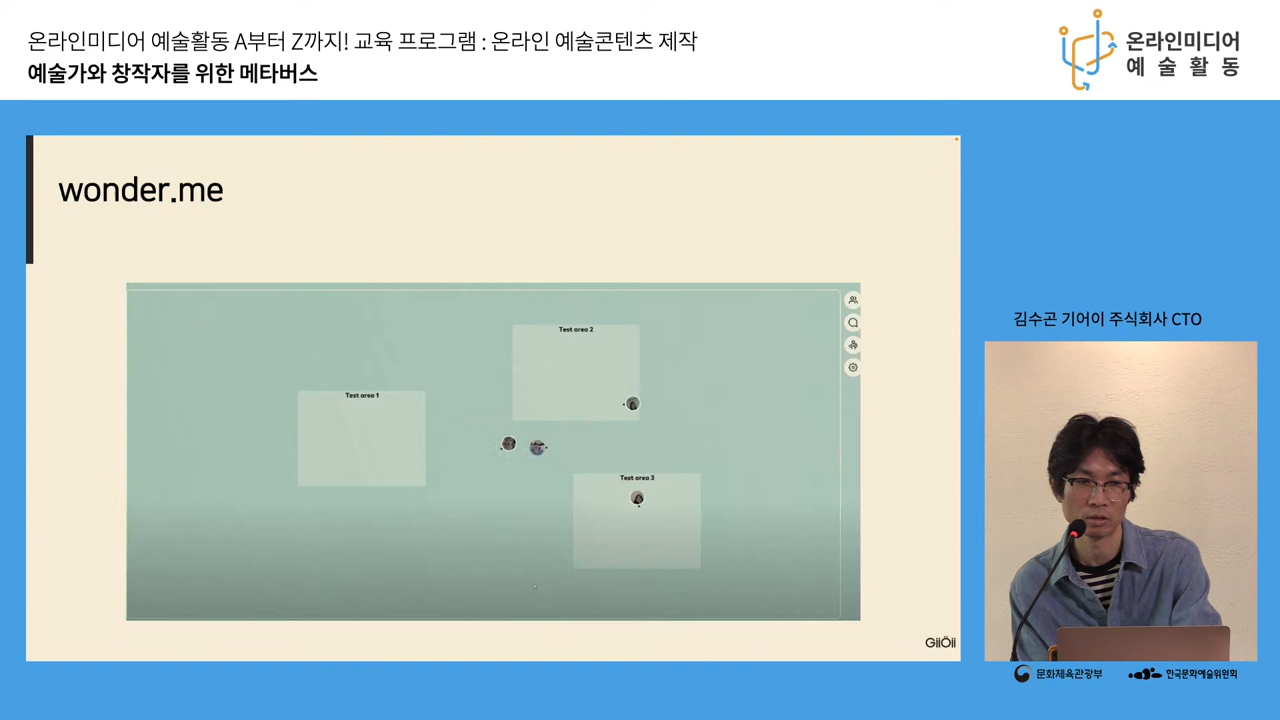 온라인미디어 예술활동 A부터 Z까지! 교육 프로그램 : 온라인 예술콘텐츠 제작
예술가와 창작자를 위한 메타버스
온라인미디어
예술활동
wonder.me
Test area 2
Test area 1
Test area 3
GiiÖii
김수곤 기어이 주식회사 CTO
문화체육관광부
한국문화예술위원회